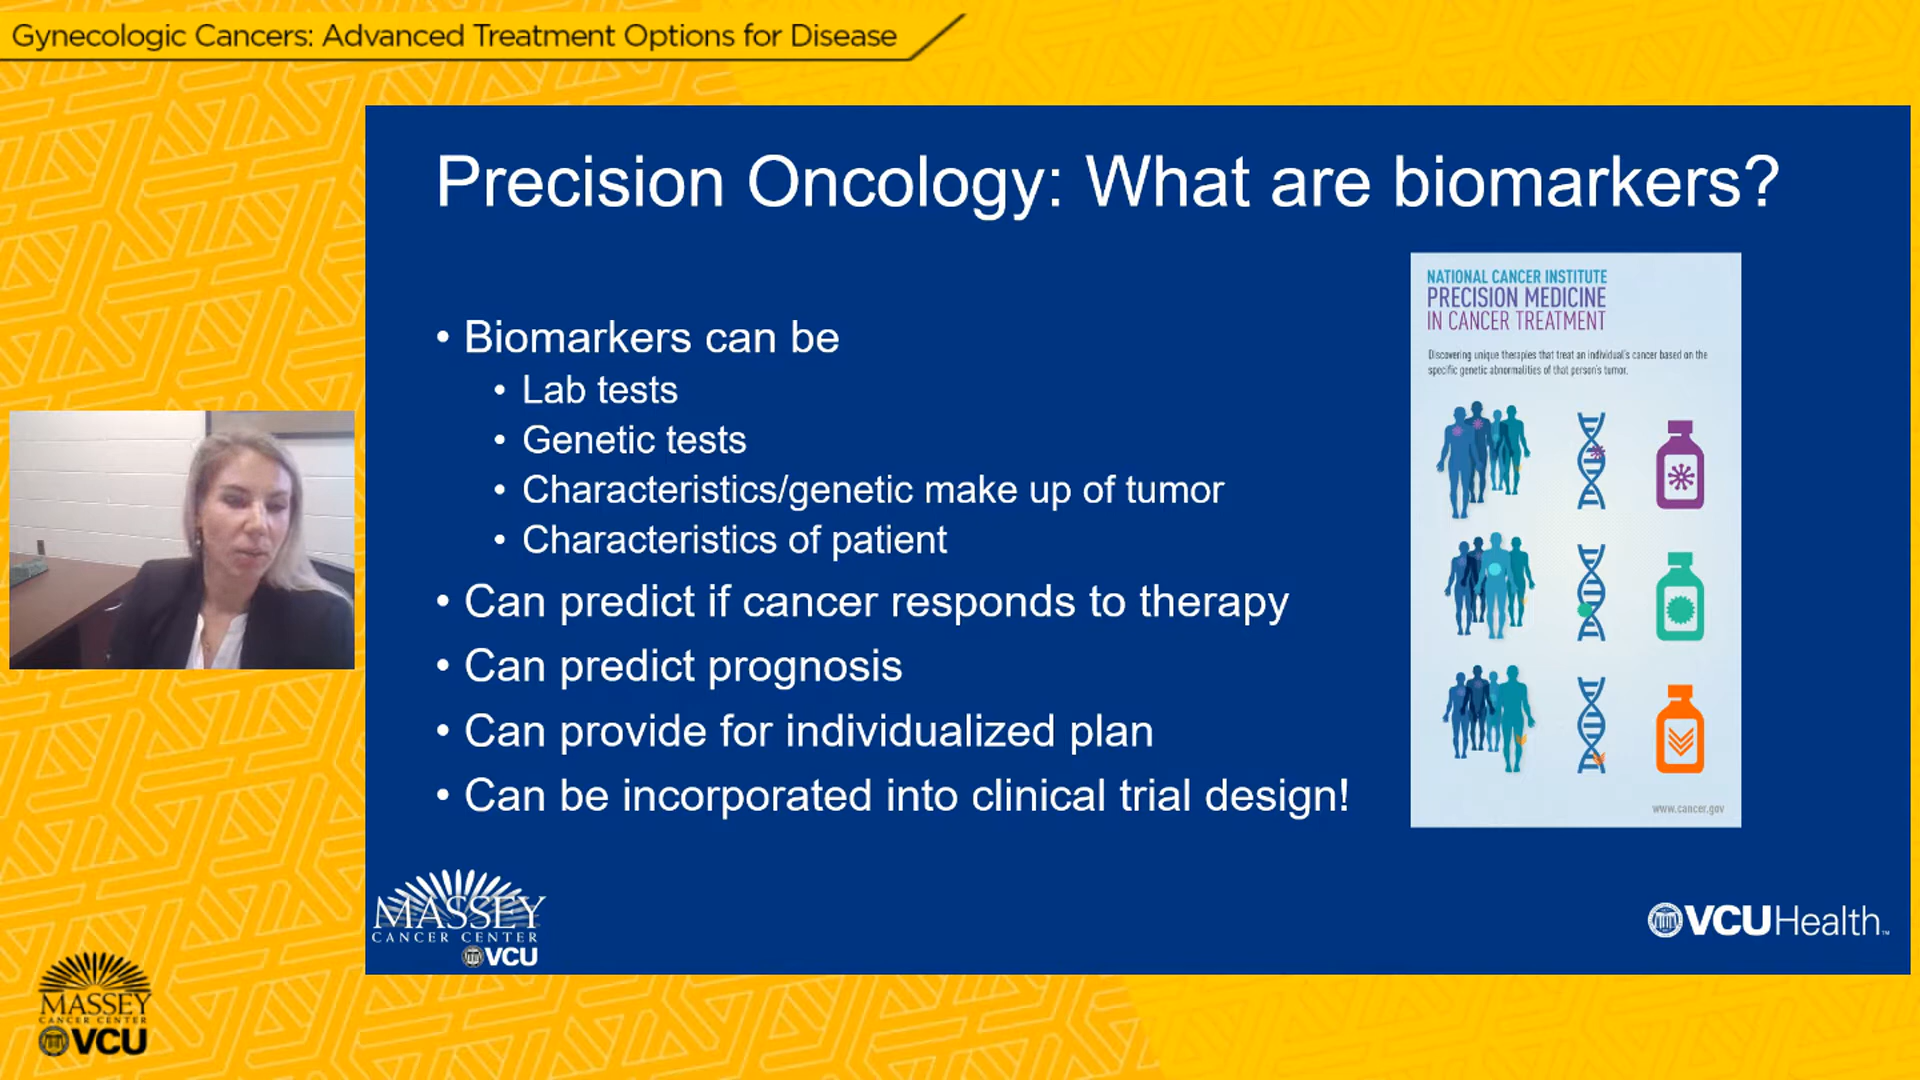 Gynecologic Cancers: Advanced Treatment Options for Disease
Precision Oncology: What are biomarkers?
• Biomarkers can be
• Lab tests
• Genetic tests
• Characteristics/genetic make up of tumor
• Characteristics of patient
• Can predict if cancer responds to therapy
• Can predict prognosis
• Can provide for individualized plan
• Can be incorporated into clinical trial design!
NATIONAL CANCER INSTITUTE
PRECISION MEDICINE
IN CANCER TREATMENT
Discovering unique therapies that treat an individual's cancer based on the
specific genetic abnormalities of that person's tumor.
www.cancer.gov
MASSEY
CANCER CENTER
VCU
VCUHealth™
MASSEY
CANCER CENTER
VCU